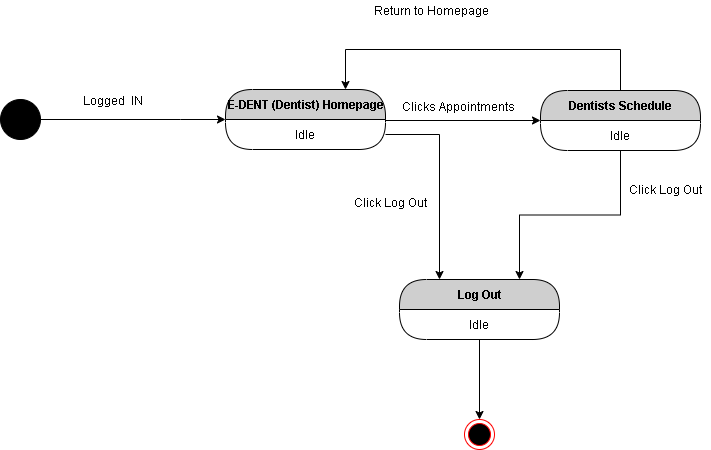 Return to Homepage
Logged IN
E-DENT (Dentist) Homepage
Idle
Clicks Appointments
Dentists Schedule
Idle
Click Log Out
Click Log Out
Log Out
Idle